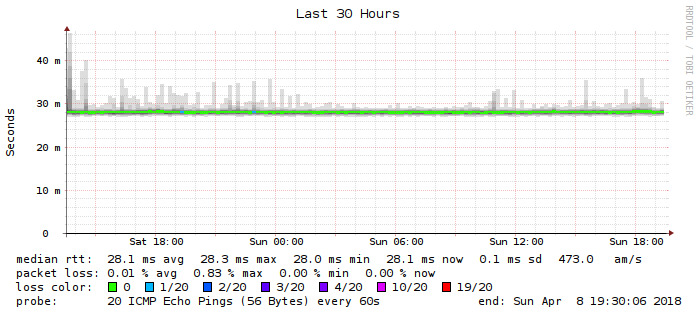 Last 30 Hours
RRDTOOL / TOBI OETIKER
Seconds
40 m
30 m
20 m
10 m
0
Sat 18:00 Sun 00:00 Sun 06:00 Sun 12:00 Sun 18:00
median rtt: 28.1 ms avg 28.3 ms max 28.0 ms min 28.1 ms now 0.1 ms sd 473.0 am/s
packet loss: 0.01 % avg 0.83 % max 0.00 % min 0.00 % now
loss color: 0 1/20 2/20 3/20 4/20 10/20 19/20
probe: 20 ICMP Echo Pings (56 Bytes) every 60s end: Sun Apr 8 19:30:06 2018